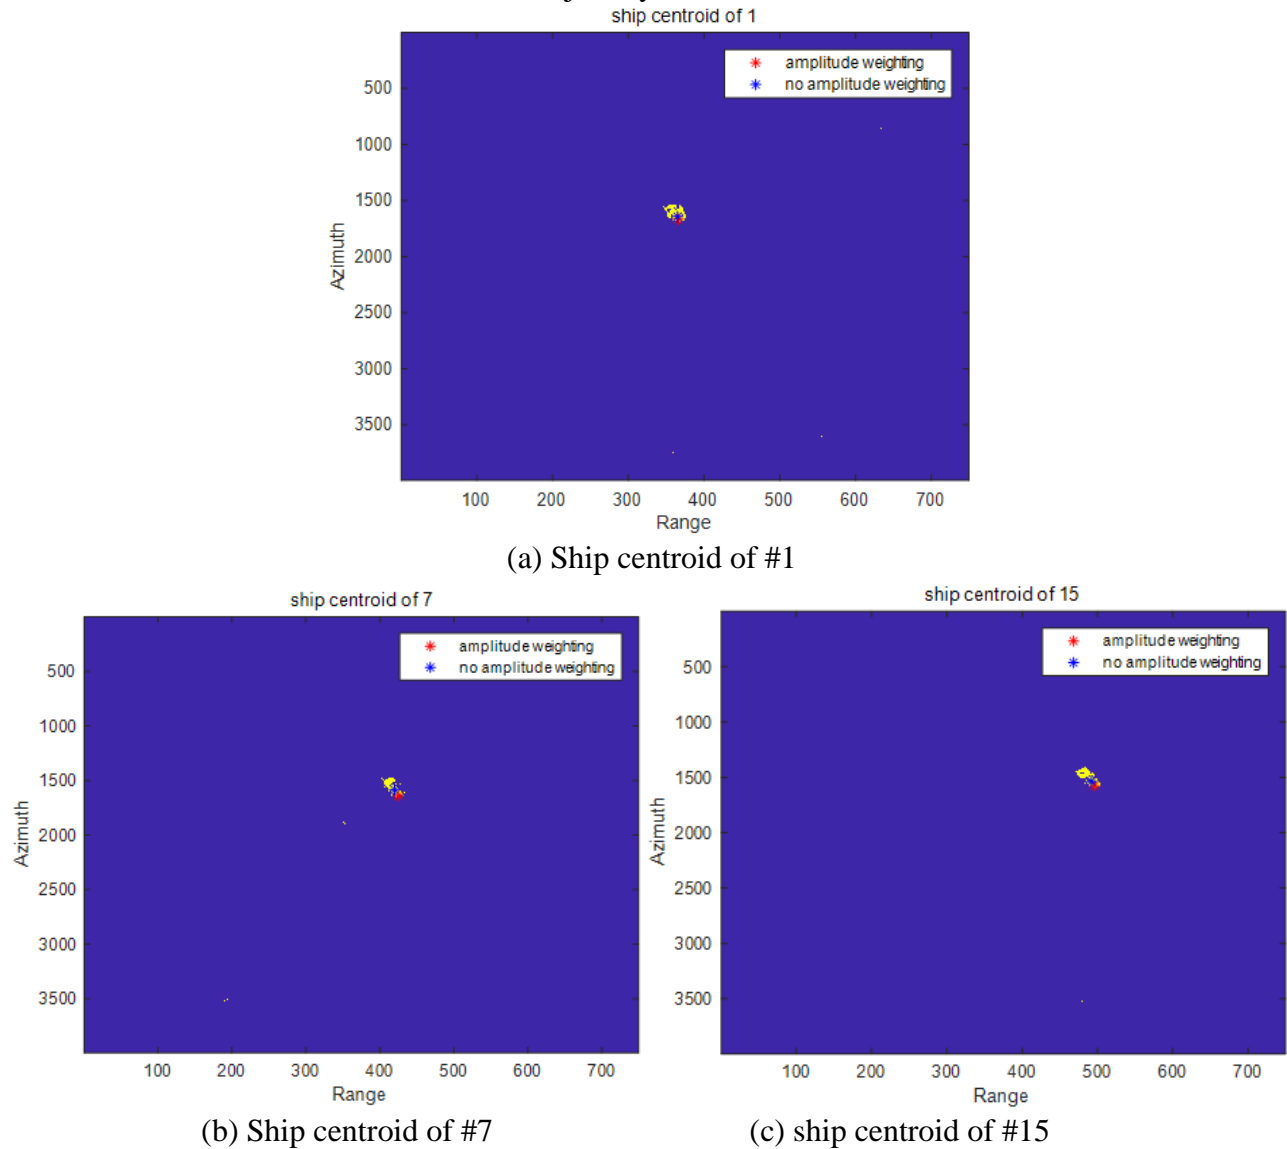 ship centroid of 1
amplitude weighting
no amplitude weighting
500
1000
1500
2000
2500
3000
3500
Azimuth
100 200 300 400 500 600 700
Range
(a) Ship centroid of #1
ship centroid of 7
amplitude weighting
no amplitude weighting
500
1000
1500
2000
2500
3000
3500
Azimuth
100 200 300 400 500 600 700
Range
(b) Ship centroid of #7
ship centroid of 15
amplitude weighting
no amplitude weighting
500
1000
1500
2000
2500
3000
3500
Azimuth
100 200 300 400 500 600 700
Range
(c) ship centroid of #15